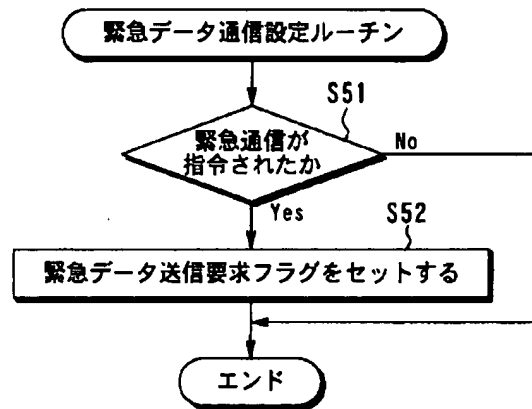 緊急データ通信設定ルーチン
S51
緊急通信が
指令されたか
No
Yes
S52
緊急データ送信要求フラグをセットする
エンド